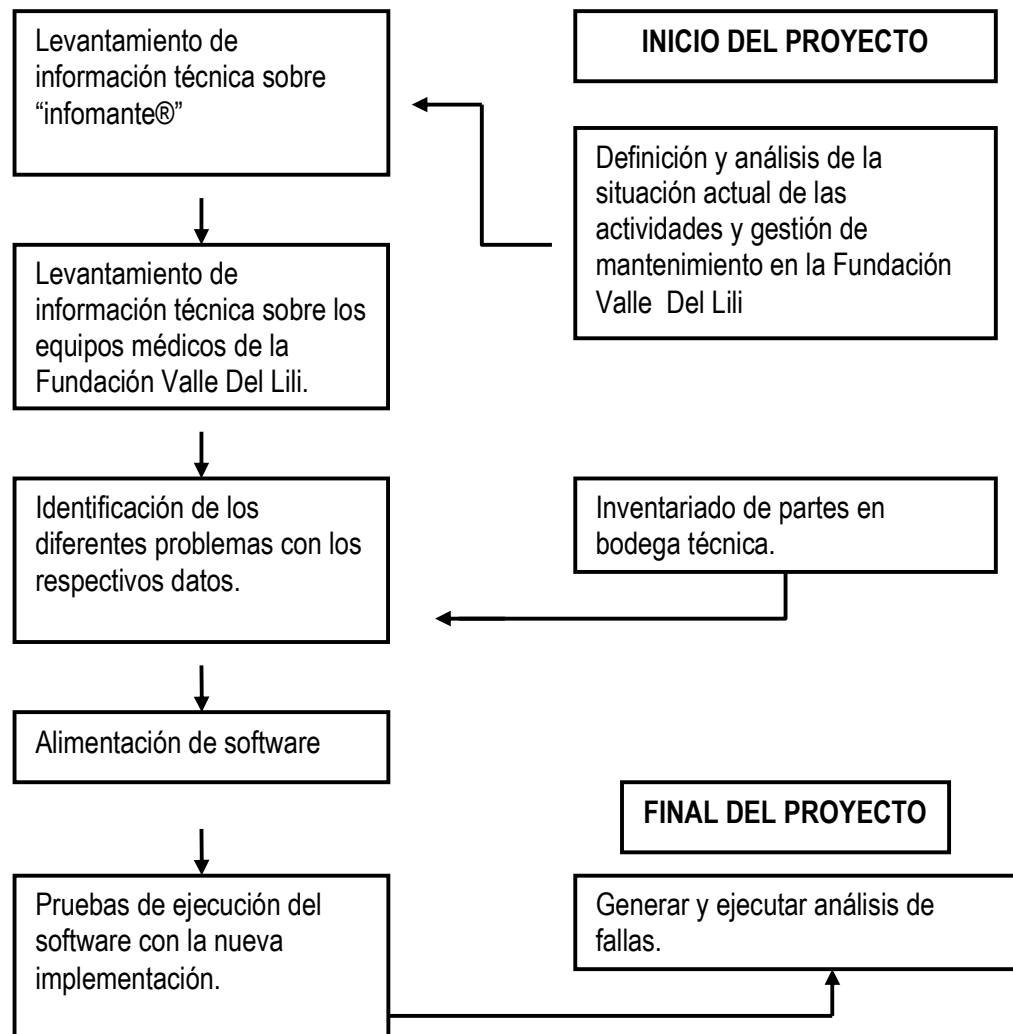 INICIO DEL PROYECTO
Definición y análisis de la
situación actual de las
actividades y gestión de
mantenimiento en la Fundación
Valle  Del Lili
Levantamiento de
información técnica sobre
“infomante®”
Levantamiento de
información técnica sobre los
equipos médicos de la
Fundación Valle Del Lili.
Identificación de los
diferentes problemas con los
respectivos datos.
Inventariado de partes en
bodega técnica.
Alimentación de software
Pruebas de ejecución del
software con la nueva
implementación.
FINAL DEL PROYECTO
Generar y ejecutar análisis de
fallas.